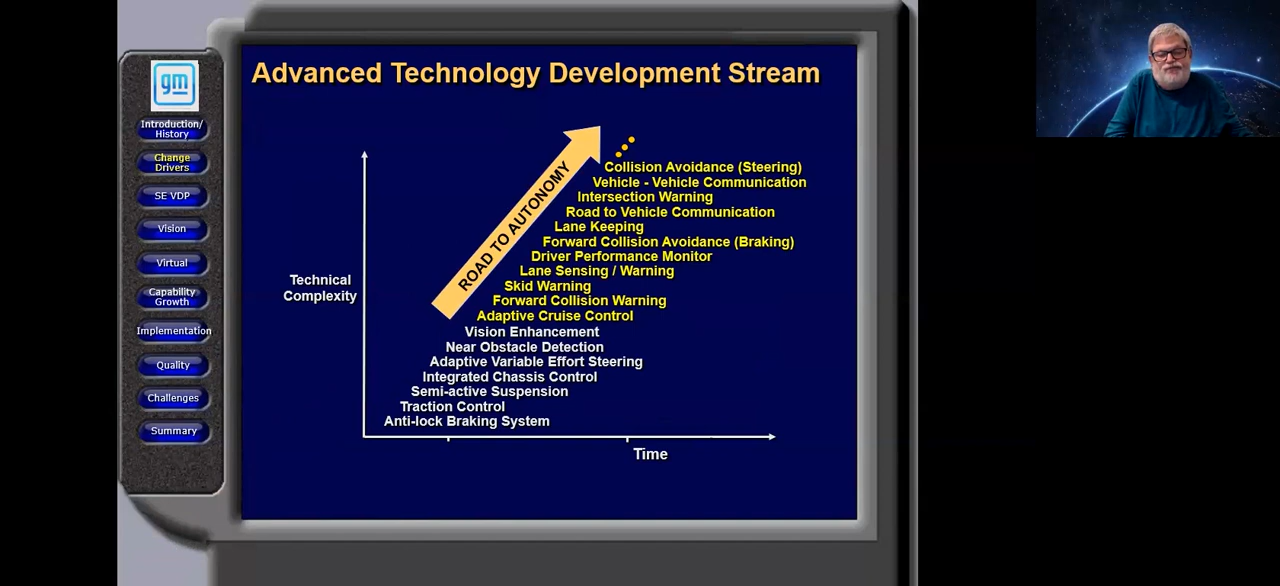 Advanced Technology Development Stream
gm
Introduction/
History
Change
Drivers
SE VDP
Vision
Virtual
Capability
Growth
Implementation
Quality
Challenges
Summary
ROAD TO AUTONOMY
Collision Avoidance (Steering)
Vehicle - Vehicle Communication
Intersection Warning
Road to Vehicle Communication
Lane Keeping
Forward Collision Avoidance (Braking)
Driver Performance Monitor
Lane Sensing / Warning
Skid Warning
Forward Collision Warning
Adaptive Cruise Control
Vision Enhancement
Near Obstacle Detection
Adaptive Variable Effort Steering
Integrated Chassis Control
Semi-active Suspension
Traction Control
Anti-lock Braking System
Technical
Complexity
Time